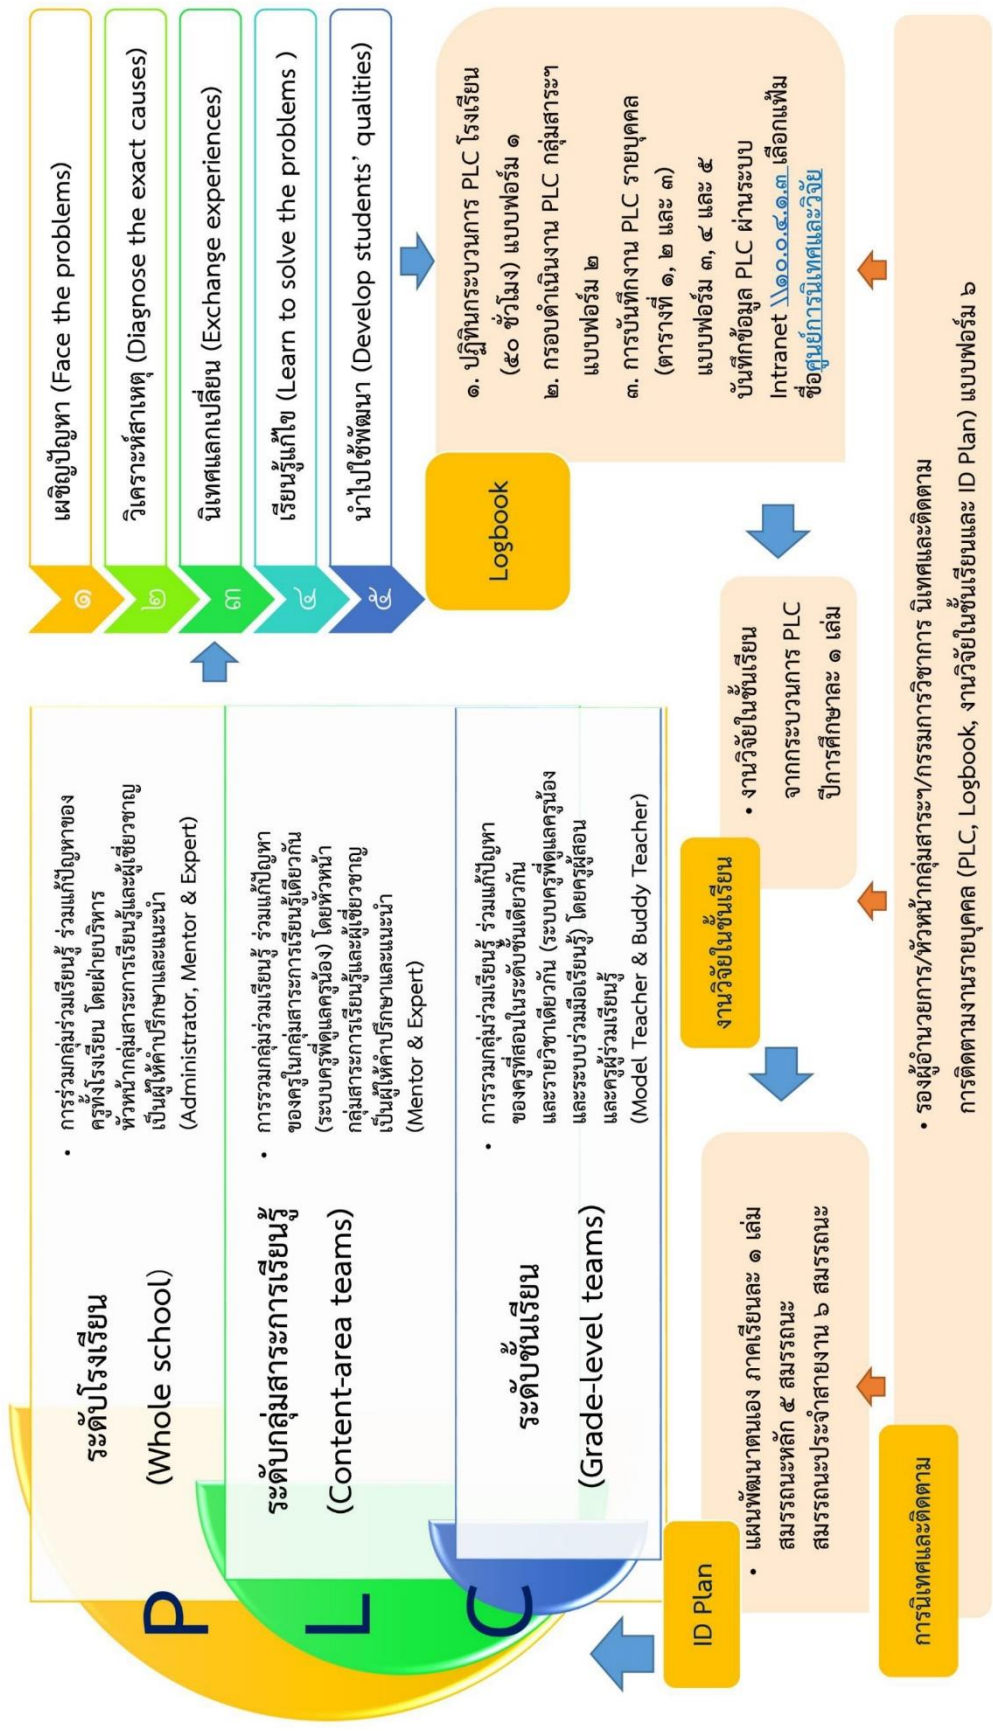 P
ระดับโรงเรียน
(Whole school)
• การร่วมกลุ่มร่วมเรียนรู้ ร่วมแก้ปัญหาของ
ครูทั้งโรงเรียน โดยฝ่ายบริหาร
หัวหน้ากลุ่มสาระการเรียนรู้และผู้เชี่ยวชาญ
เป็นผู้ให้คำปรึกษาและแนะนำ
(Administrator, Mentor & Expert)
L
ระดับกลุ่มสาระการเรียนรู้
(Content-area teams)
• การรวมกลุ่มร่วมเรียนรู้ ร่วมแก้ปัญหา
ของครูในกลุ่มสาระการเรียนรู้เดียวกัน
(ระบบครูพี่ดูแลครูน้อง) โดยหัวหน้า
กลุ่มสาระการเรียนรู้และผู้เชี่ยวชาญ
เป็นผู้ให้คำปรึกษาและแนะนำ
(Mentor & Expert)
C
ระดับชั้นเรียน
(Grade-level teams)
• การรวมกลุ่มร่วมเรียนรู้ ร่วมแก้ปัญหา
ของครูที่สอนในระดับชั้นเดียวกัน
และรายวิชาเดียวกัน (ระบบครูพี่ดูแลครูน้อง
และระบบร่วมมือเรียนรู้) โดยครูผู้สอน
และครูผู้ร่วมเรียนรู้
(Model Teacher & Buddy Teacher)
๑ เผชิญปัญหา (Face the problems)
๒ วิเคราะห์สาเหตุ (Diagnose the exact causes)
๓ นิเทศแลกเปลี่ยน (Exchange experiences)
๔ เรียนรู้แก้ไข (Learn to solve the problems )
๕ นำไปใช้พัฒนา (Develop students’ qualities)
Logbook
๑. ปฏิทินกระบวนการ PLC โรงเรียน
(๕๐ ชั่วโมง) แบบฟอร์ม ๑
๒. กรอบดำเนินงาน PLC กลุ่มสาระฯ
แบบฟอร์ม ๒
๓. การบันทึกงาน PLC รายบุคคล
(ตารางที่ ๑, ๒ และ ๓)
แบบฟอร์ม ๓, ๔ และ ๕
บันทึกข้อมูล PLC ผ่านระบบ
Intranet \\๑๐.๐.๔.๑.๓ เลือกแฟ้ม
ชื่อศูนย์การนิเทศและวิจัย
งานวิจัยในชั้นเรียน
• งานวิจัยในชั้นเรียน
จากกระบวนการ PLC
ปีการศึกษาละ ๑ เล่ม
ID Plan
• แผนพัฒนาตนเอง ภาคเรียนละ ๑ เล่ม
สมรรถนะหลัก ๕ สมรรถนะ
สมรรถนะประจำสายงาน ๖ สมรรถนะ
การนิเทศและติดตาม
• รองผู้อำนวยการ/หัวหน้ากลุ่มสาระฯ/กรรมการวิชาการ นิเทศและติดตาม
การติดตามงานรายบุคคล (PLC, Logbook, งานวิจัยในชั้นเรียนและ ID Plan) แบบฟอร์ม ๖